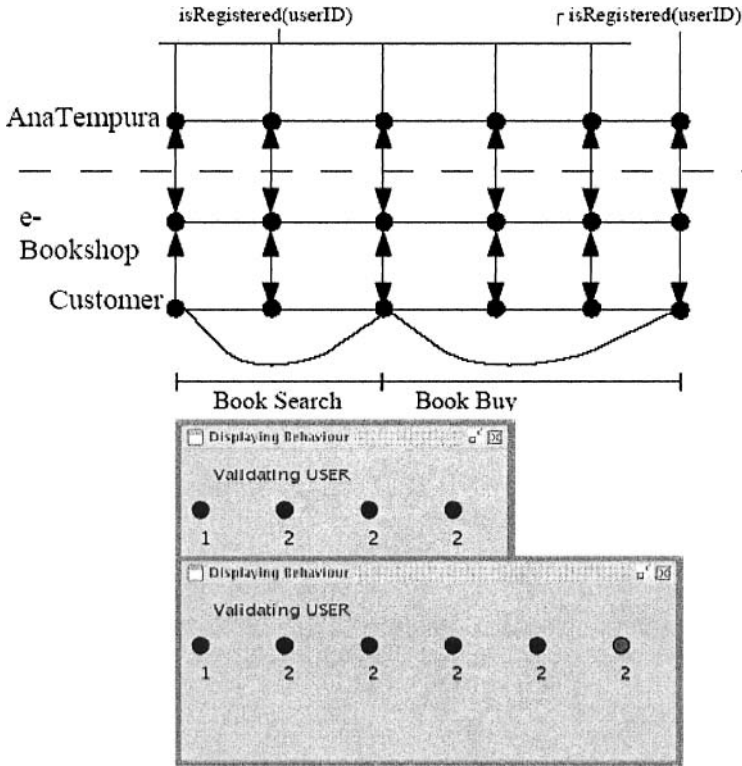 isRegistered(userID) ┌ isRegistered(userID)
AnaTempura
e-
Bookshop
Customer
Book Search Book Buy
Displaying Behaviour
Validating USER
1 2 2 2
Displaying Behaviour
Validating USER
1 2 2 2 2 2